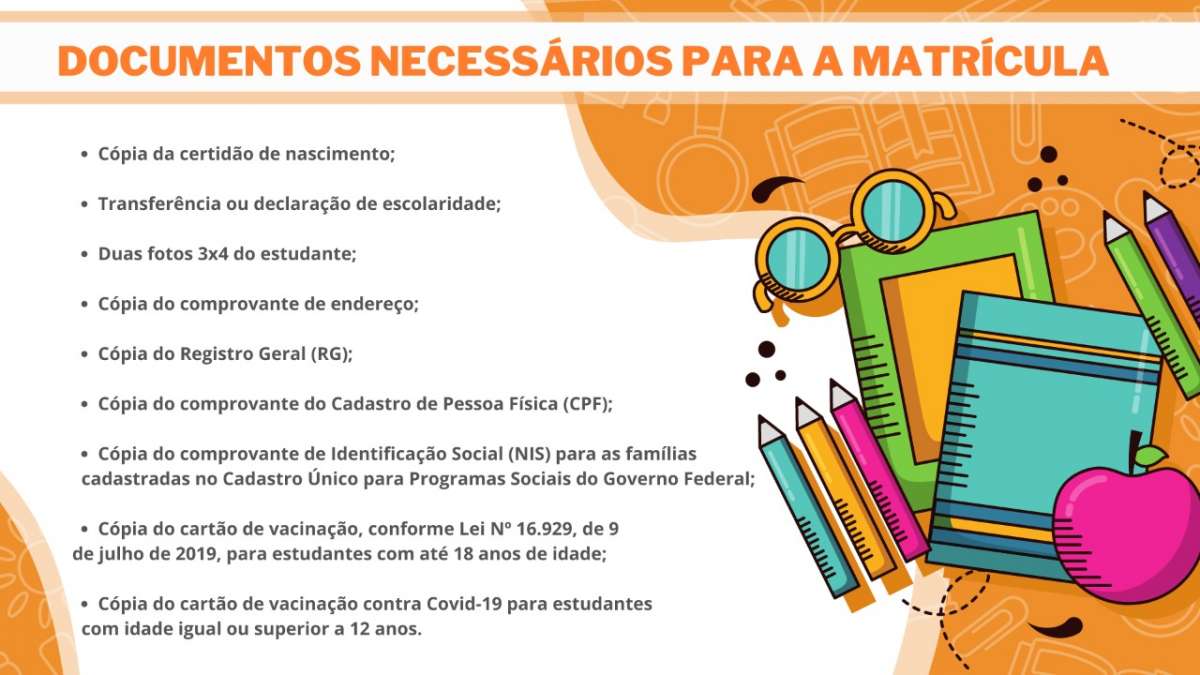 DOCUMENTOS NECESSÁRIOS PARA A MATRÍCULA
• Cópia da certidão de nascimento;
• Transferência ou declaração de escolaridade;
• Duas fotos 3x4 do estudante;
• Cópia do comprovante de endereço;
• Cópia do Registro Geral (RG);
• Cópia do comprovante do Cadastro de Pessoa Física (CPF);
• Cópia do comprovante de Identificação Social (NIS) para as famílias
cadastradas no Cadastro Único para Programas Sociais do Governo Federal;
• Cópia do cartão de vacinação, conforme Lei Nº 16.929, de 9
de julho de 2019, para estudantes com até 18 anos de idade;
• Cópia do cartão de vacinação contra Covid-19 para estudantes
com idade igual ou superior a 12 anos.